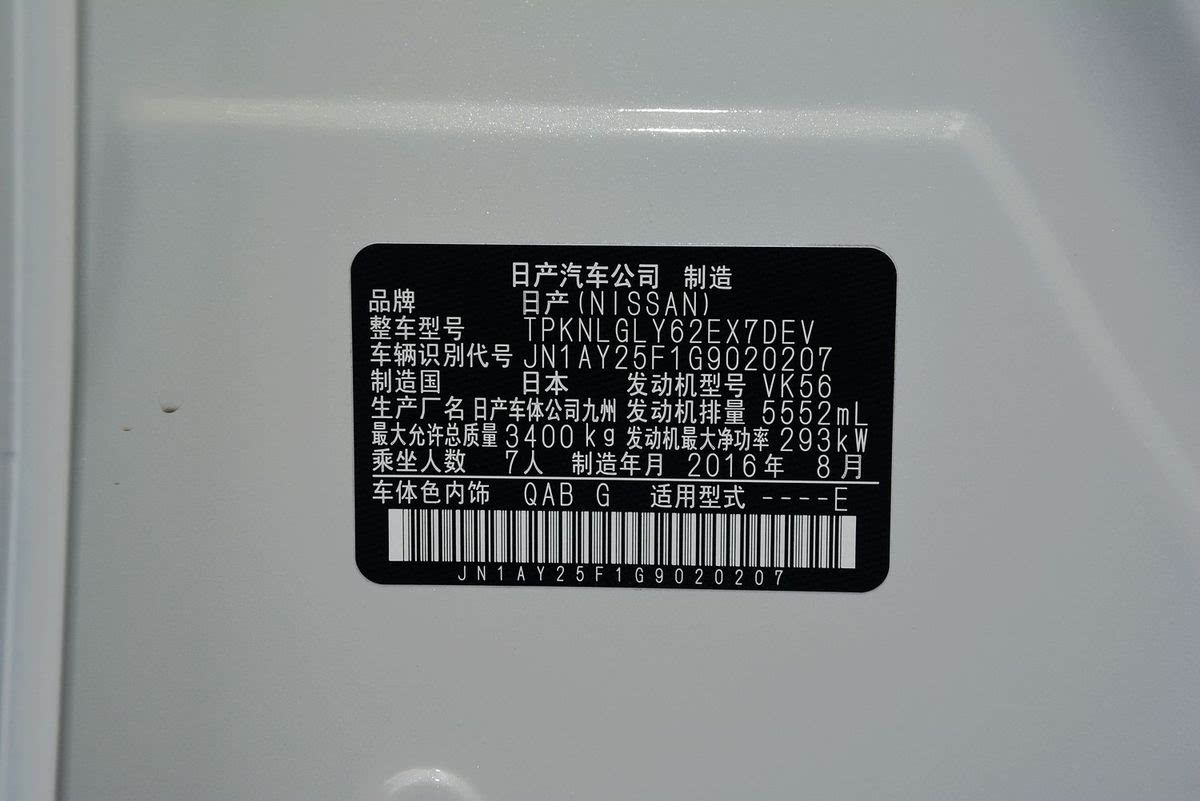 日产汽车公司 制造
品牌 日产(NISSAN)
整车型号 TPKNLGLY62EX7DEV
车辆识别代号 JN1AY25F1G9020207
制造国 日本 发动机型号 VK56
生产厂名 日产车体公司九州 发动机排量 5552mL
最大允许总质量 3400kg 发动机最大净功率 293kW
乘坐人数 7人 制造年月 2016年 8月
车体色内饰 QAB G 适用型式 ----E
JN1AY25F1G9020207